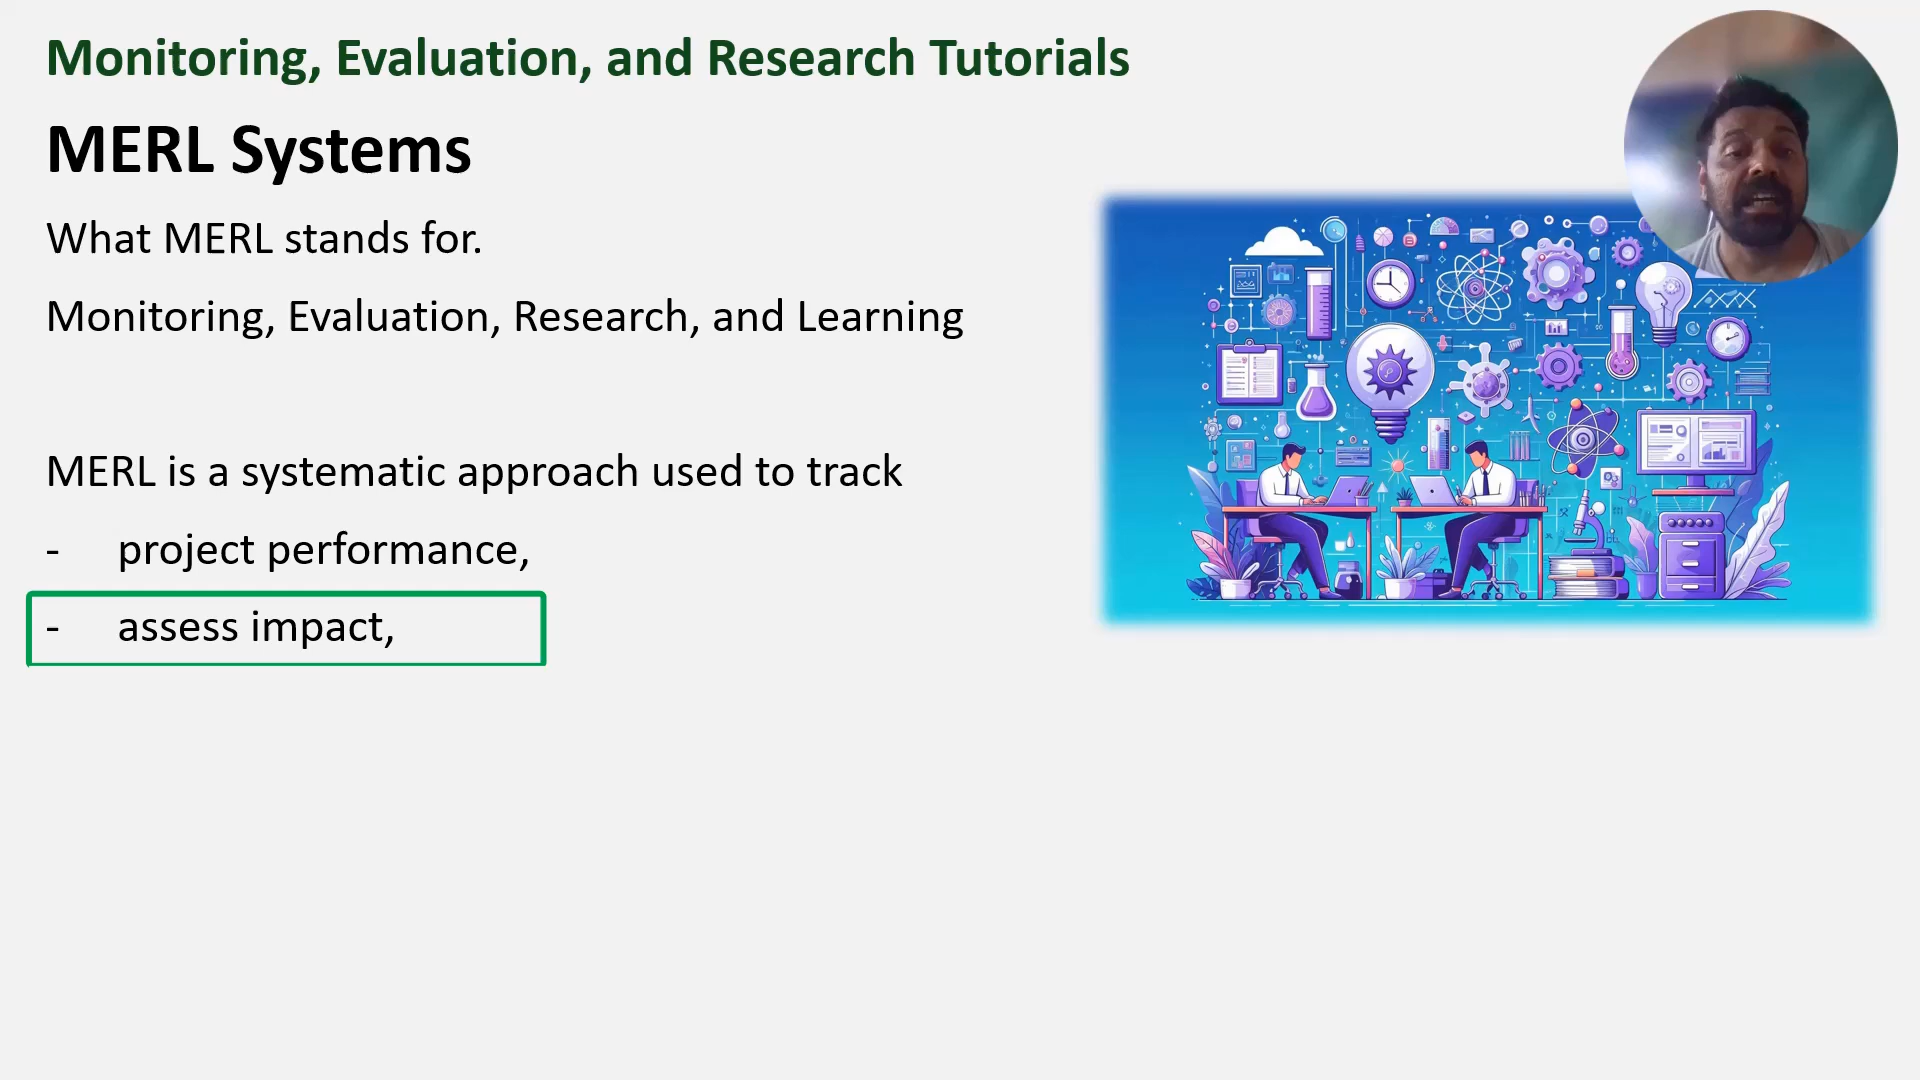 Monitoring, Evaluation, and Research Tutorials
MERL Systems
What MERL stands for.
Monitoring, Evaluation, Research, and Learning
MERL is a systematic approach used to track
- project performance,
- assess impact,